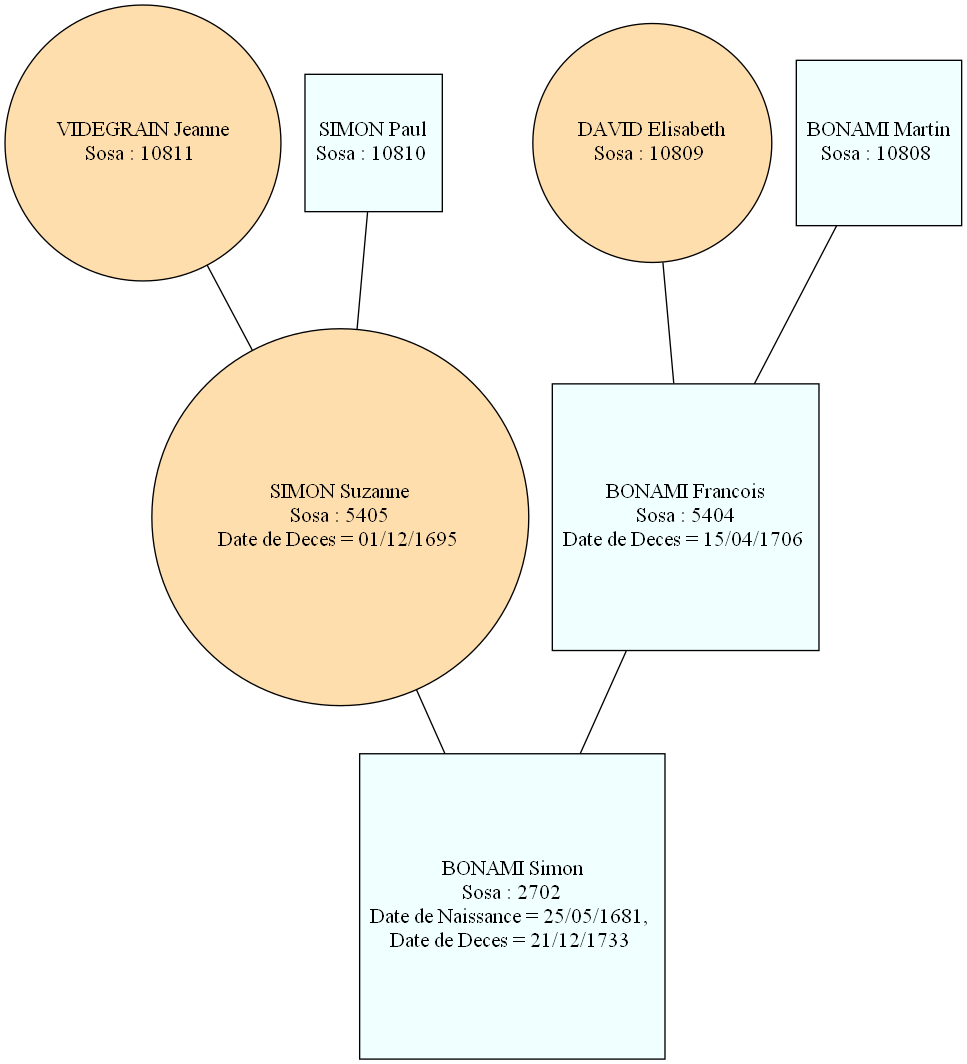 VIDEGRAIN Jeanne
Sosa : 10811
SIMON Paul
Sosa : 10810
DAVID Elisabeth
Sosa : 10809
BONAMI Martin
Sosa : 10808
SIMON Suzanne
Sosa : 5405
Date de Deces = 01/12/1695
BONAMI Francois
Sosa : 5404
Date de Deces = 15/04/1706
BONAMI Simon
Sosa : 2702
Date de Naissance = 25/05/1681,
Date de Deces = 21/12/1733